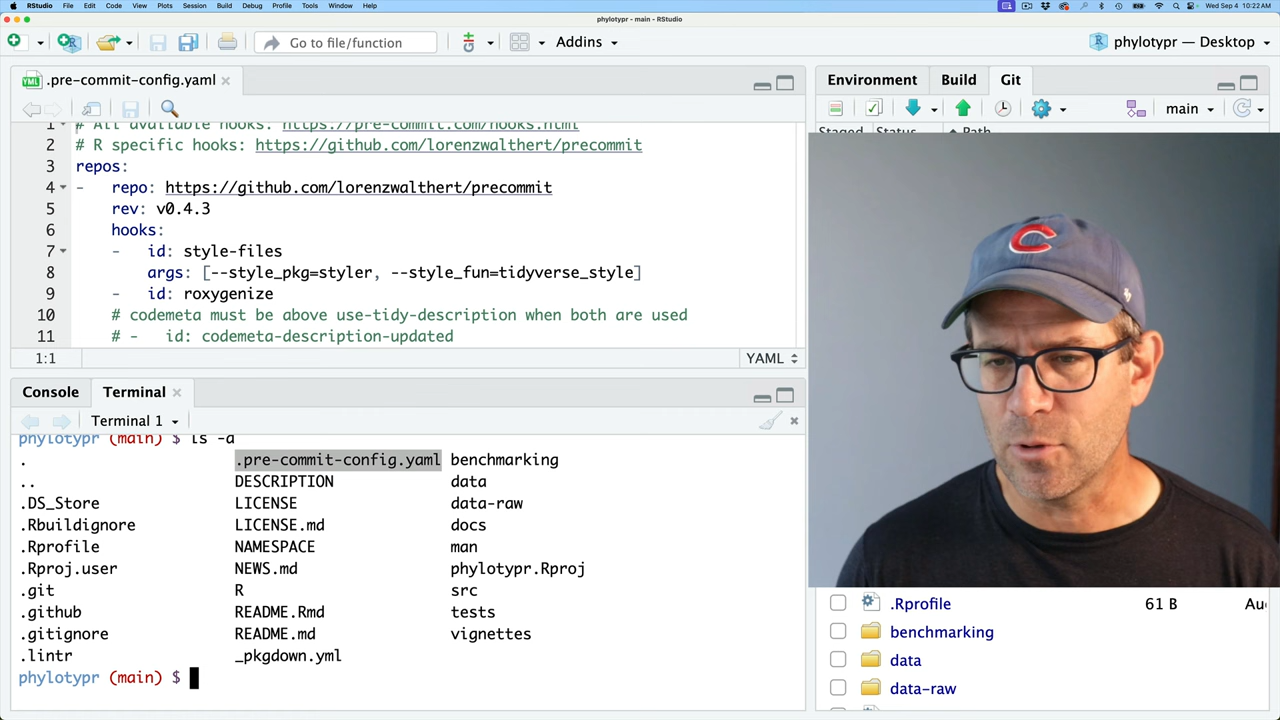 RStudio File Edit Code View Plots Session Build Debug Profile Tools Window Help Wed Sep 4 10:22 AM
phylotypr - main - RStudio
Go to file/function Addins phylotypr — Desktop
.pre-commit-config.yaml
Environment Build Git
main
Staged Status Path
1 # All available hooks: https://pre-commit.com/hooks.html
2 # R specific hooks: https://github.com/lorenzwalthert/precommit
3 repos:
4 - repo: https://github.com/lorenzwalthert/precommit
5 rev: v0.4.3
6 hooks:
7 - id: style-files
8 args: [--style_pkg=styler, --style_fun=tidyverse_style]
9 - id: roxygenize
10 # codemeta must be above use-tidy-description when both are used
11 # - id: codemeta-description-updated
1:1 YAML
Console Terminal
Terminal 1
phylotypr (main) $ ls -a
. .pre-commit-config.yaml benchmarking
.. DESCRIPTION data
.DS_Store LICENSE data-raw
.Rbuildignore LICENSE.md docs
.Rprofile NAMESPACE man
.Rproj.user NEWS.md phylotypr.Rproj
.git R src
.github README.Rmd tests
.gitignore README.md vignettes
.lintr _pkgdown.yml
phylotypr (main) $
.Rprofile 61 B Au
benchmarking
data
data-raw